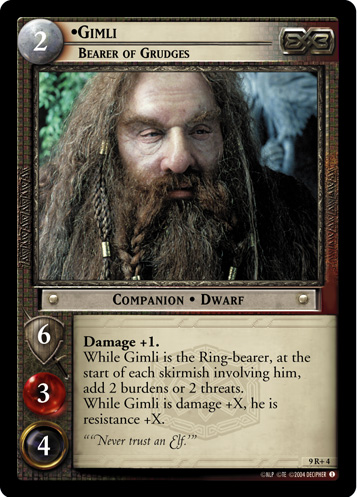 2
•Gimli
Bearer of Grudges
Companion • Dwarf
6
3
4
Damage +1.
While Gimli is the Ring-bearer, at the
start of each skirmish involving him,
add 2 burdens or 2 threats.
While Gimli is damage +X, he is
resistance +X.
““Never trust an Elf.’”
9 R+ 4
©NLP ©TE ©2004 DECIPHER